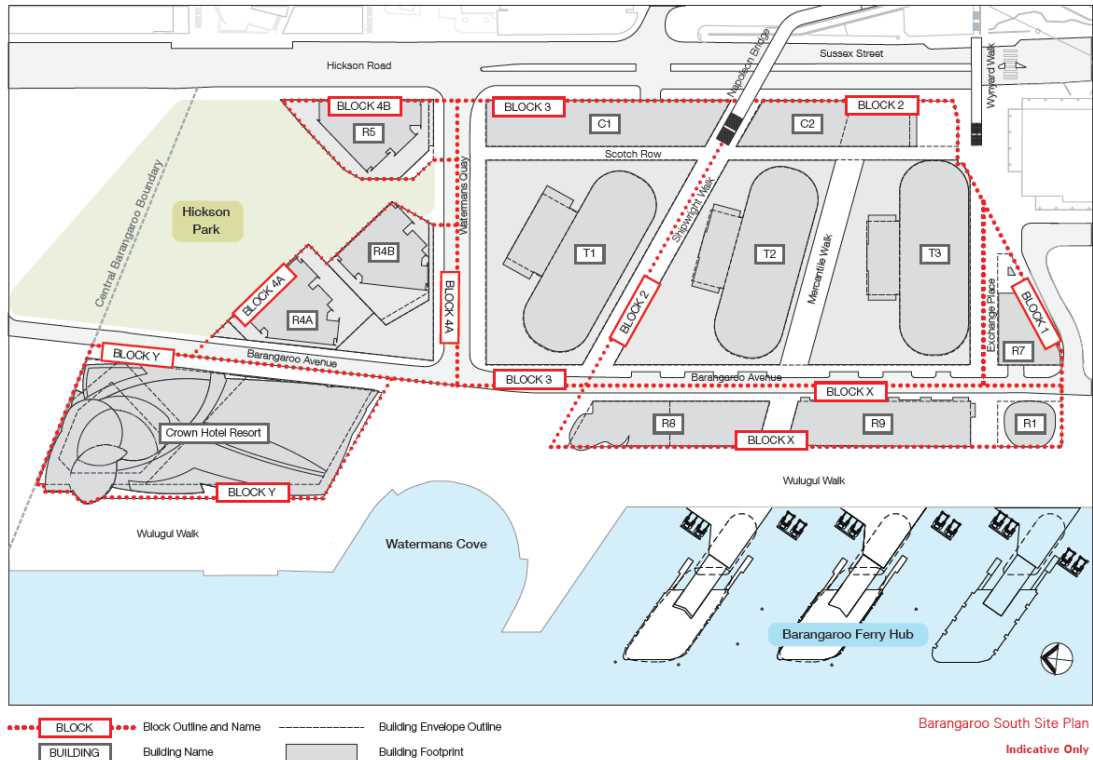 Hickson Road
Sussex Street
Napoleon Bridge
Wynyard Walk
BLOCK 4B
R5
BLOCK 3
C1
C2
BLOCK 2
Scotch Row
Central Barangaroo Boundary
Hickson
Park
Watermans Quay
Shipwright Walk
R4B
T1
T2
T3
Mercantile Walk
BLOCK 4A
R4A
BLOCK 4A
BLOCK 2
Exchange Place
BLOCK 1
R7
BLOCK Y
Barangaroo Avenue
BLOCK 3
Barangaroo Avenue
BLOCK X
Crown Hotel Resort
R8
R9
R1
BLOCK X
BLOCK Y
Wulugul Walk
Wulugul Walk
Watermans Cove
Barangaroo Ferry Hub
BLOCK Block Outline and Name Building Envelope Outline
BUILDING Building Name Building Footprint
Barangaroo South Site Plan
Indicative Only